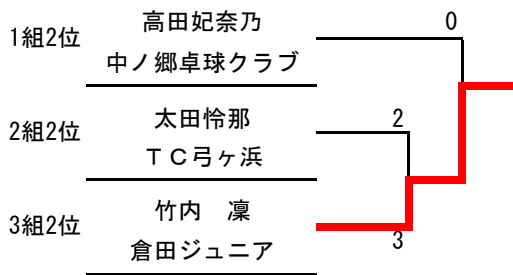 高田妃奈乃
0
1組2位
中ノ郷卓球クラブ
太田怜那
2
2組2位
ＴＣ弓ヶ浜
竹内　凜
3組2位
3
倉田ジュニア